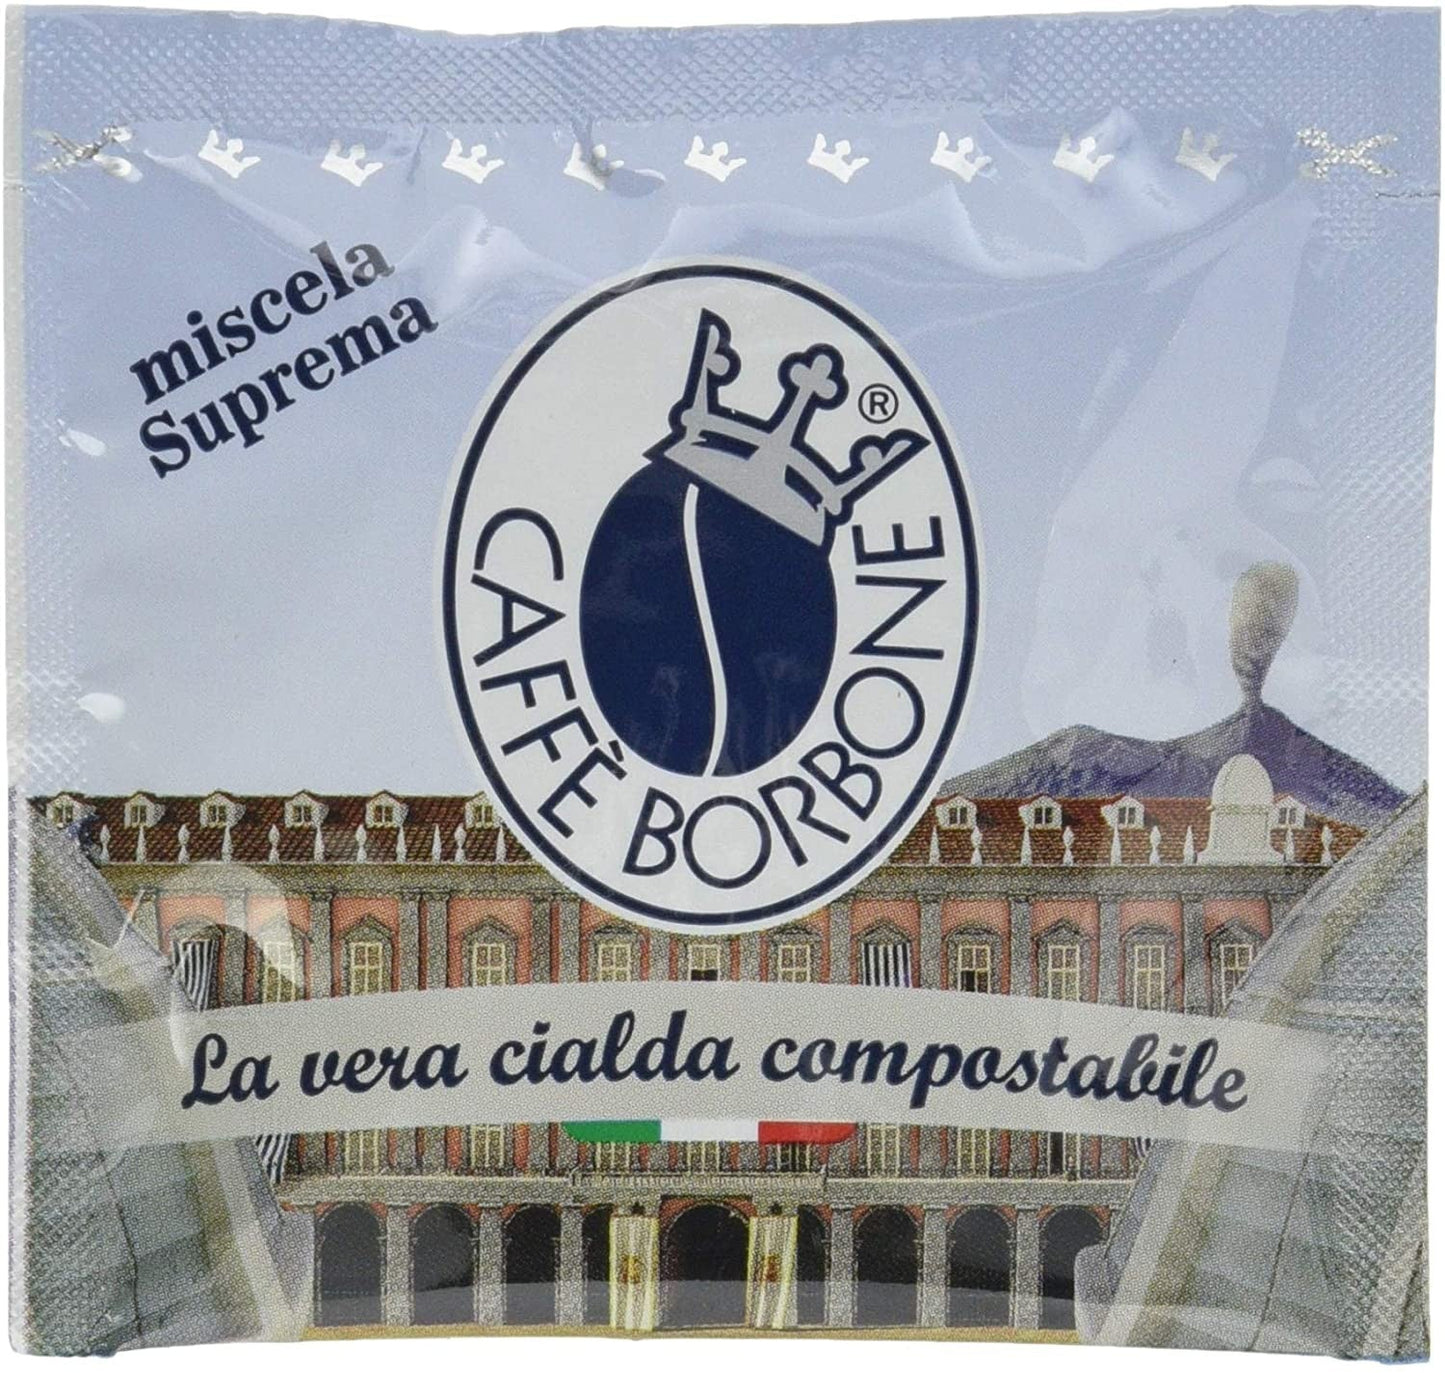 miscela
Suprema
®
CAFFÈ BORBONE
La vera cialda compostabile